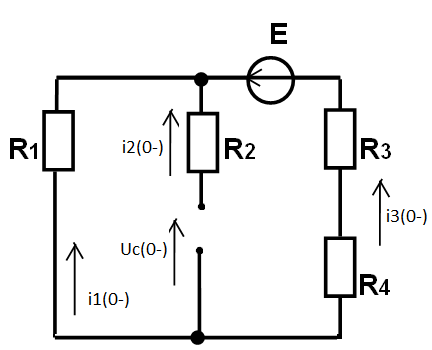 E
R1
i2(0-)
R2
R3
Uc(0-)
i3(0-)
i1(0-)
R4